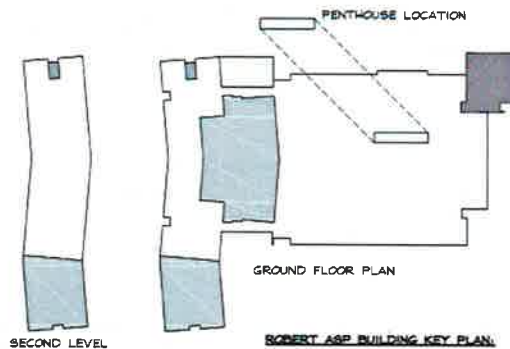 PENTHOUSE LOCATION
GROUND FLOOR PLAN
SECOND LEVEL
ROBERT ASP BUILDING KEY PLAN: